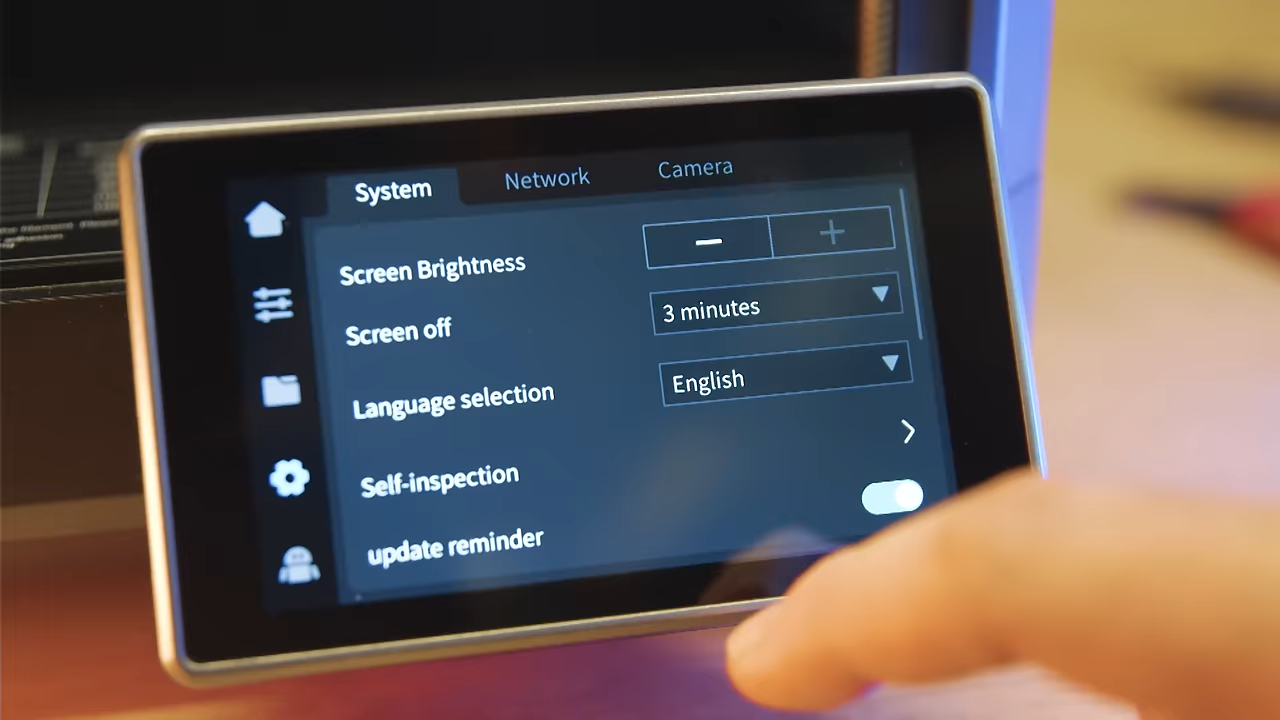 System
Network
Camera
Screen Brightness
− +
Screen off
3 minutes
Language selection
English
Self-inspection
update reminder